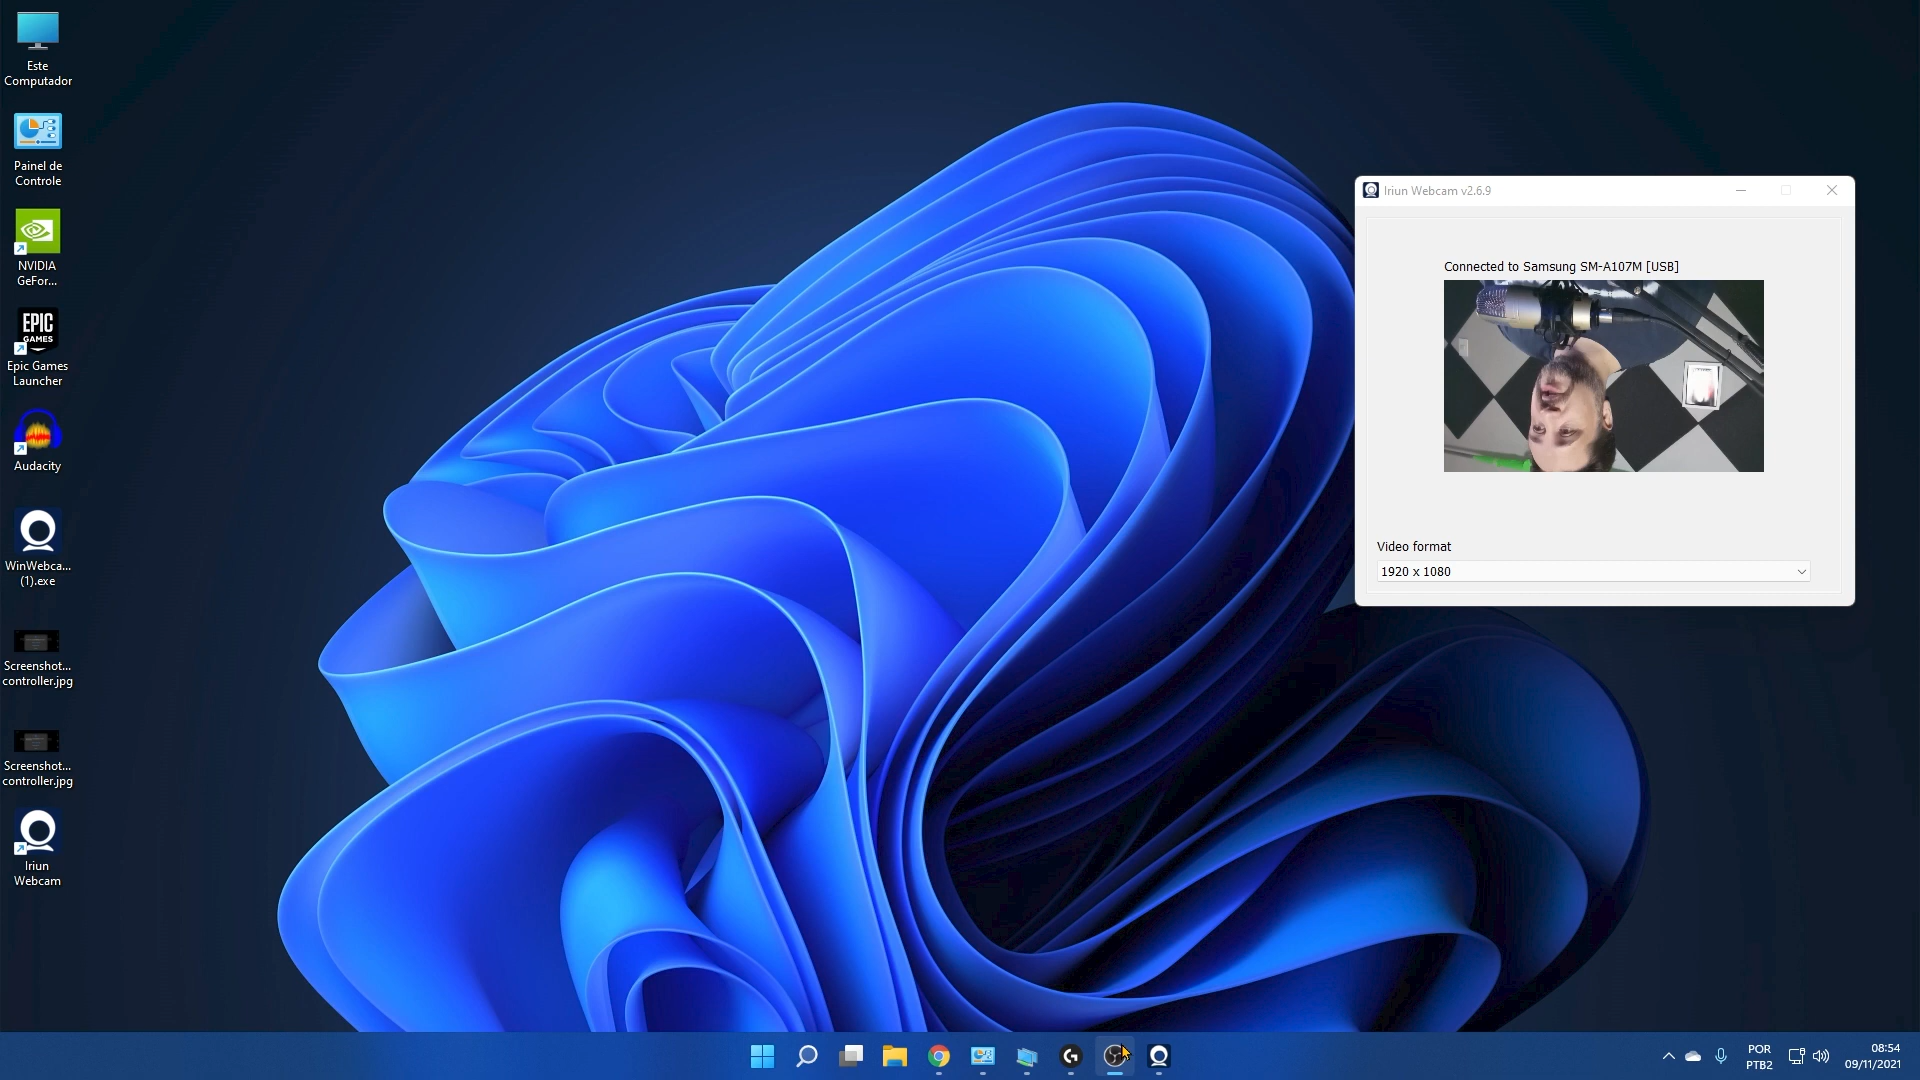 Este
Computador
Painel de
Controle
NVIDIA
GeFor...
EPIC
GAMES
Epic Games
Launcher
Audacity
WinWebca...
(1).exe
Screenshot...
controller.jpg
Screenshot...
controller.jpg
Iriun
Webcam
Iriun Webcam v2.6.9
Connected to Samsung SM-A107M [USB]
Video format
1920 x 1080
POR
PTB2
08:54
09/11/2021